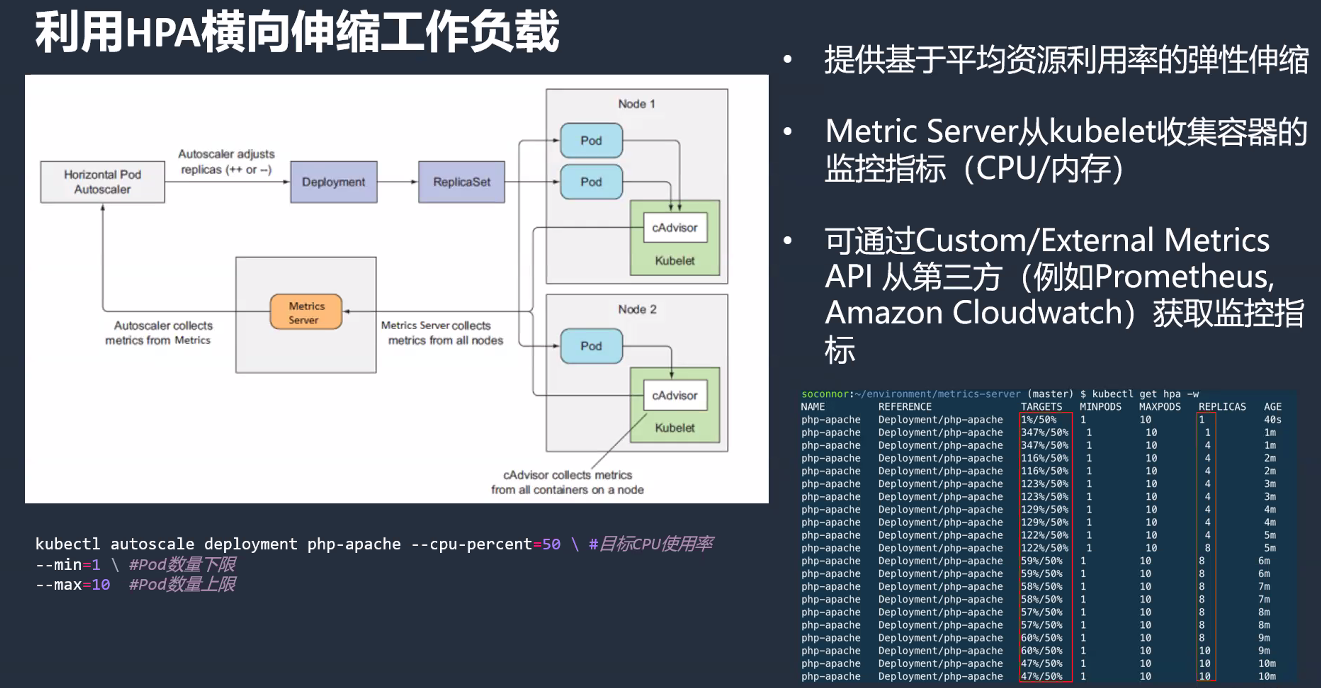 利用HPA横向伸缩工作负载
Node 1
Pod
Pod
cAdvisor
Kubelet
Horizontal Pod
Autoscaler
Autoscaler adjusts
replicas (++ or --)
Deployment
ReplicaSet
Metrics
Server
Autoscaler collects
metrics from Metrics
Metrics Server collects
metrics from all nodes
Node 2
Pod
cAdvisor
Kubelet
cAdvisor collects metrics
from all containers on a node
kubectl autoscale deployment php-apache --cpu-percent=50 \ #目标CPU使用率
--min=1 \ #Pod数量下限
--max=10 #Pod数量上限
• 提供基于平均资源利用率的弹性伸缩
• Metric Server从kubelet收集容器的
监控指标（CPU/内存）
• 可通过Custom/External Metrics
API 从第三方（例如Prometheus,
Amazon Cloudwatch）获取监控指
标
soconnor:~/environment/metrics-server (master) $ kubectl get hpa -w
NAME REFERENCE TARGETS MINPODS MAXPODS REPLICAS AGE
php-apache Deployment/php-apache 1%/50% 1 10 1 40s
php-apache Deployment/php-apache 347%/50% 1 10 1 1m
php-apache Deployment/php-apache 347%/50% 1 10 4 1m
php-apache Deployment/php-apache 116%/50% 1 10 4 2m
php-apache Deployment/php-apache 116%/50% 1 10 4 2m
php-apache Deployment/php-apache 123%/50% 1 10 4 3m
php-apache Deployment/php-apache 123%/50% 1 10 4 3m
php-apache Deployment/php-apache 129%/50% 1 10 4 4m
php-apache Deployment/php-apache 129%/50% 1 10 4 4m
php-apache Deployment/php-apache 122%/50% 1 10 4 5m
php-apache Deployment/php-apache 122%/50% 1 10 8 5m
php-apache Deployment/php-apache 59%/50% 1 10 8 6m
php-apache Deployment/php-apache 59%/50% 1 10 8 6m
php-apache Deployment/php-apache 58%/50% 1 10 8 7m
php-apache Deployment/php-apache 58%/50% 1 10 8 7m
php-apache Deployment/php-apache 57%/50% 1 10 8 8m
php-apache Deployment/php-apache 57%/50% 1 10 8 8m
php-apache Deployment/php-apache 60%/50% 1 10 8 9m
php-apache Deployment/php-apache 60%/50% 1 10 10 9m
php-apache Deployment/php-apache 47%/50% 1 10 10 10m
php-apache Deployment/php-apache 47%/50% 1 10 10 10m